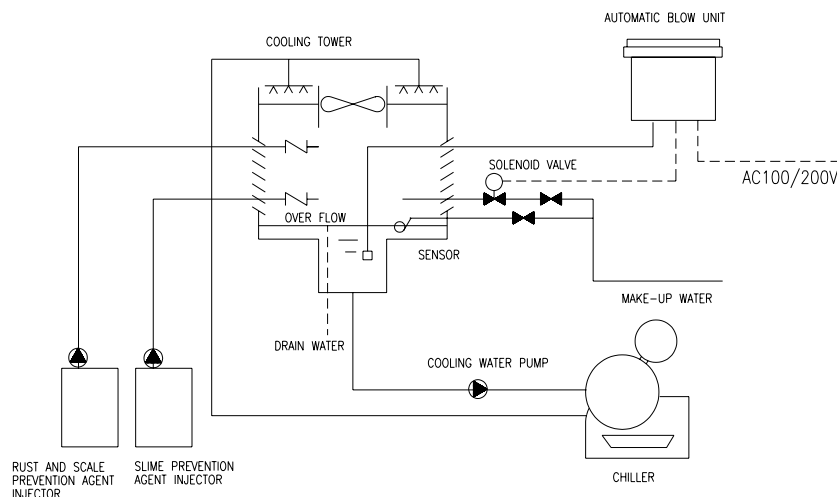 AUTOMATIC BLOW UNIT
COOLING TOWER
SOLENOID VALVE
AC100/200V
OVER FLOW
SENSOR
MAKE-UP WATER
DRAIN WATER
COOLING WATER PUMP
RUST AND SCALE
PREVENTION AGENT
INJECTOR
SLIME PREVENTION
AGENT INJECTOR
CHILLER